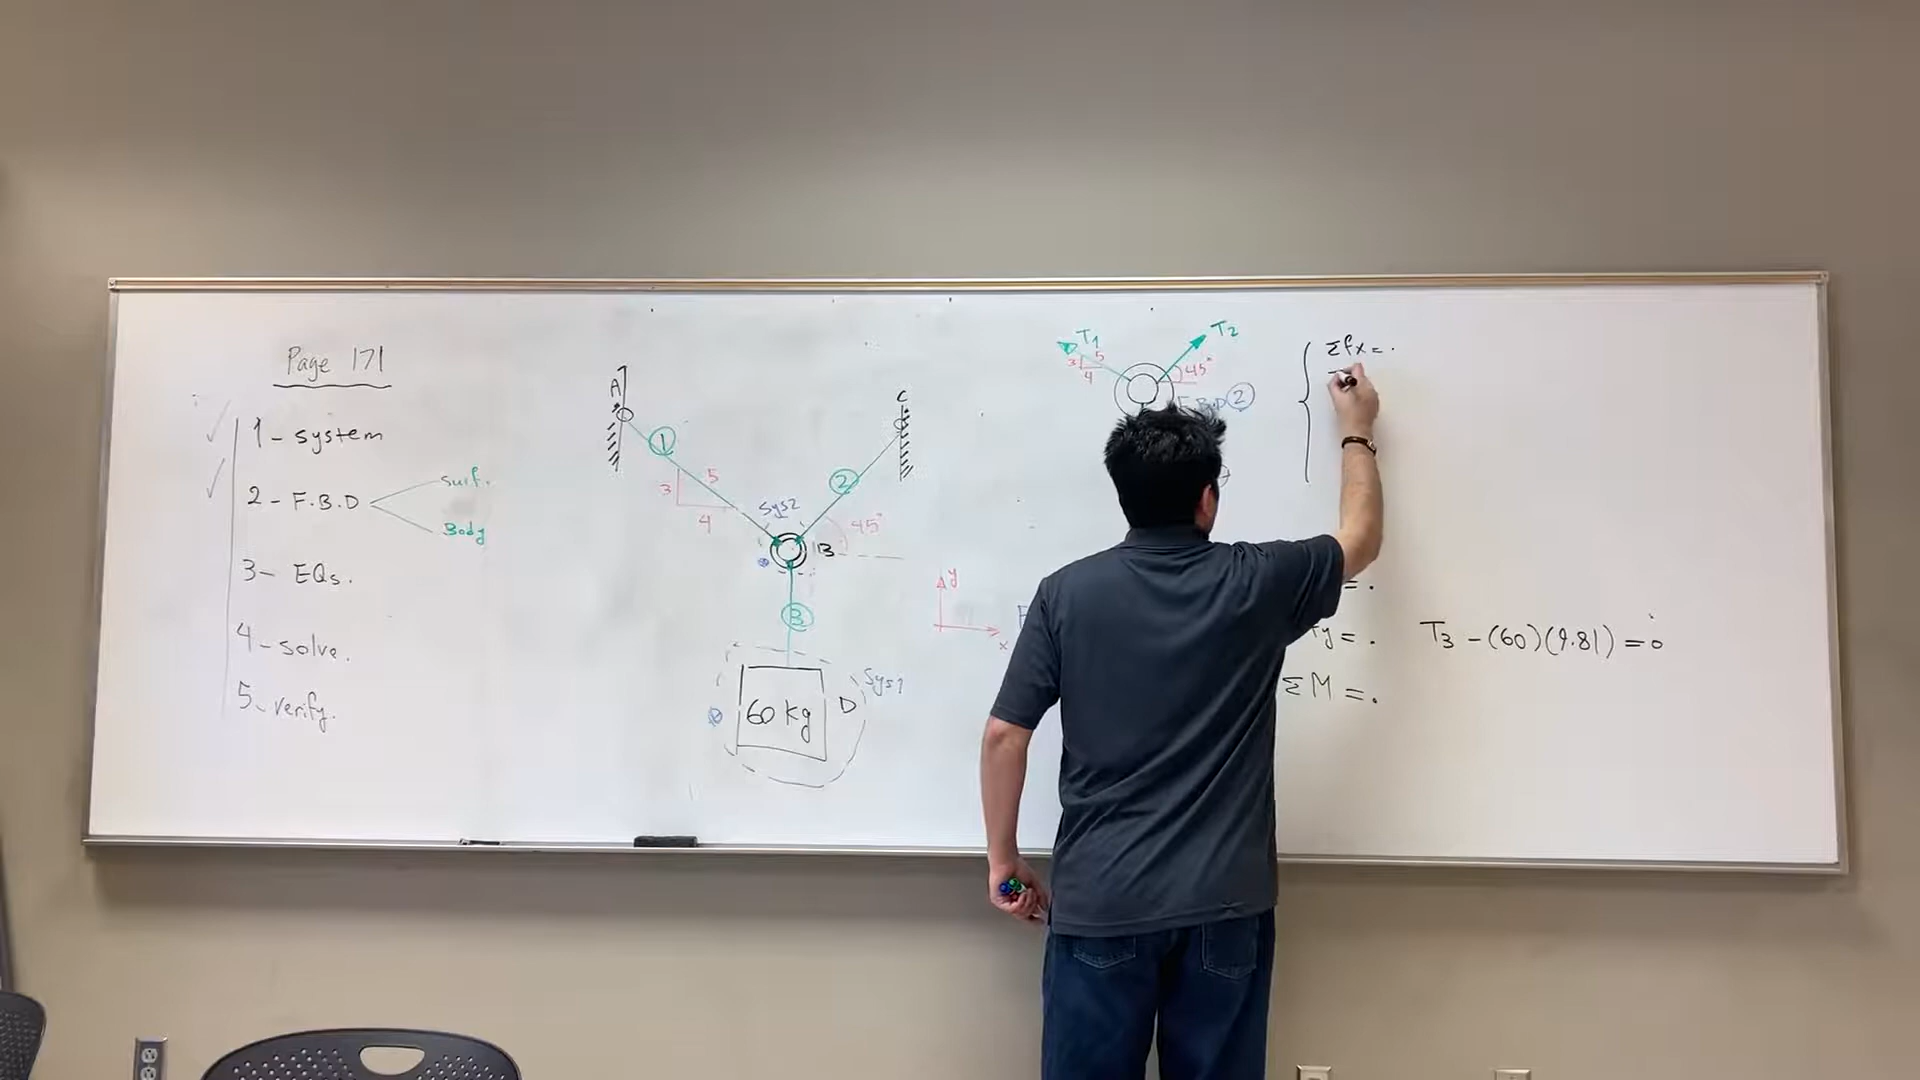 Page 171
1 - system
2 - F.B.D
surf.
Body
3 - EQs.
4 - solve.
5 - verify.
A
C
1
2
5
3
4
Sys2
45°
B
3
60 kg
D
Sys1
y
x
T1
T2
3
5
4
45°
F.B.D 2
Σfx = .
= .
y = .
T3 - (60)(9.81) = 0
ΣM = .